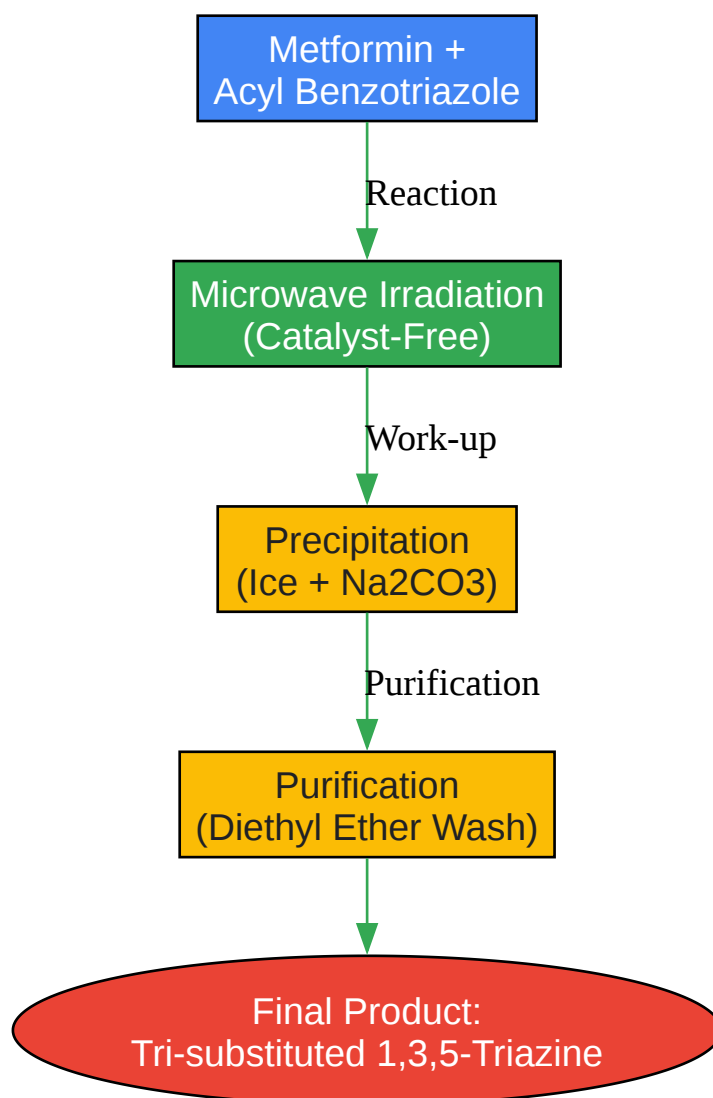 Metformin +
Acyl Benzotriazole
Reaction
Microwave Irradiation
(Catalyst-Free)
Work-up
Precipitation
(Ice + Na2CO3)
Purification
Purification
(Diethyl Ether Wash)
Final Product:
Tri-substituted 1,3,5-Triazine